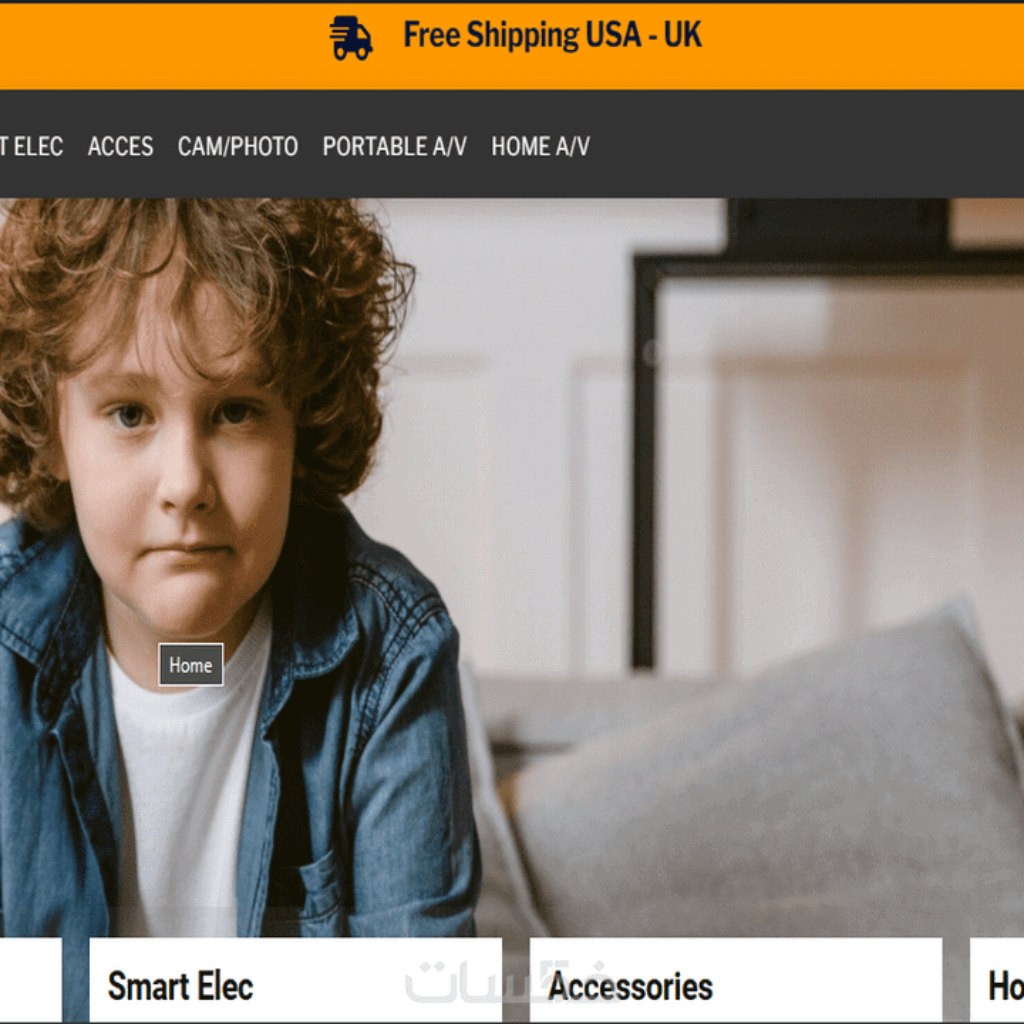 Free Shipping USA - UK
T ELEC ACCES CAM/PHOTO PORTABLE A/V HOME A/V
Home
Smart Elec Accessories Ho
خمسات